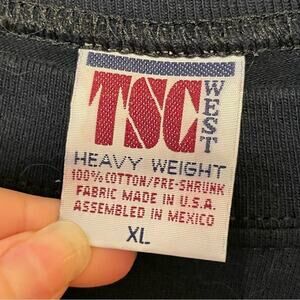 TSC WEST
HEAVY WEIGHT
100% COTTON/PRE-SHRUNK
FABRIC MADE IN U.S.A.
ASSEMBLED IN MEXICO
XL